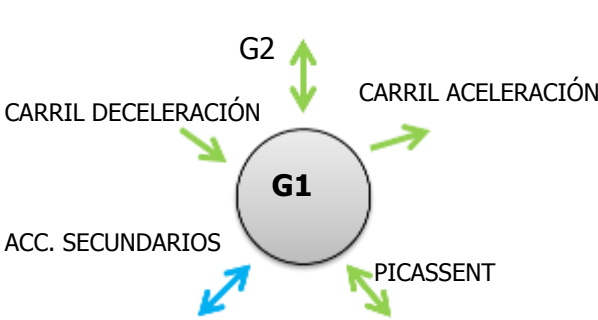 G2
CARRIL ACELERACIÓN
CARRIL DECELERACIÓN
G1
ACC. SECUNDARIOS
PICASSENT